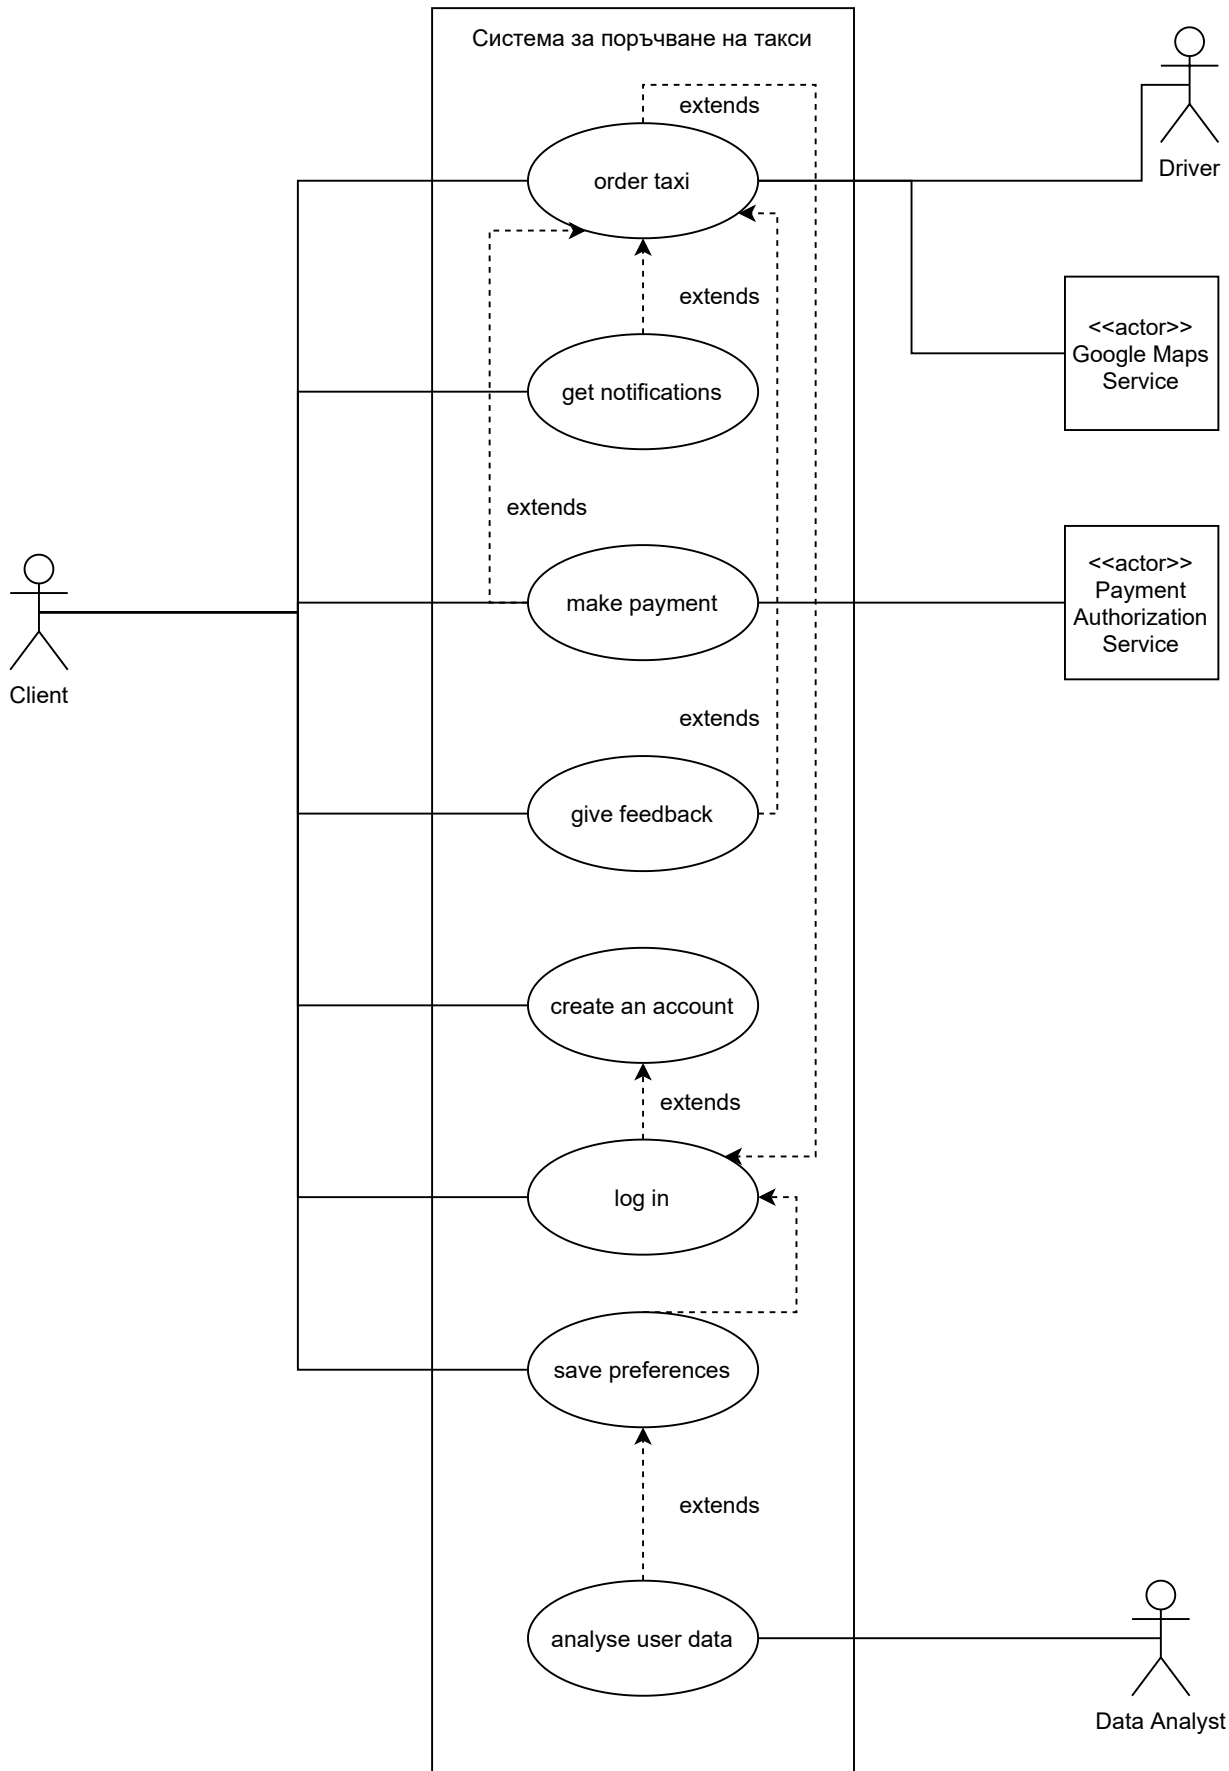 Система за поръчване на такси
extends
order taxi
Driver
extends
<<actor>>
Google Maps
Service
get notifications
extends
<<actor>>
Payment
Authorization
Service
make payment
Client
extends
give feedback
create an account
extends
log in
save preferences
extends
analyse user data
Data Analyst